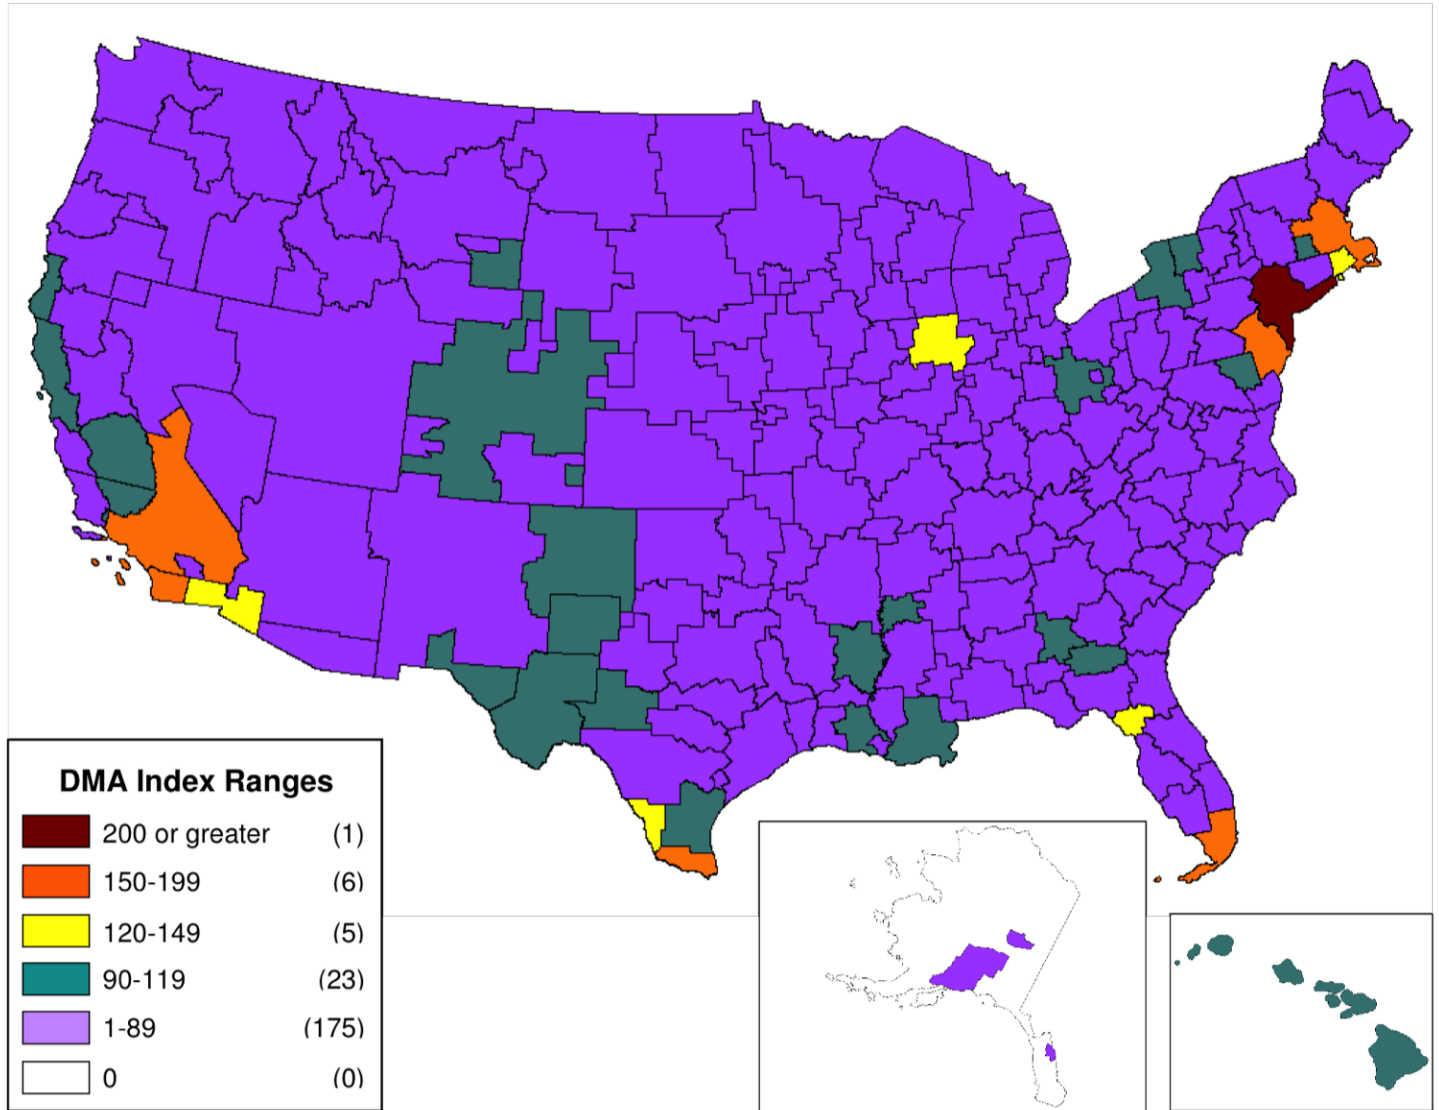 DMA Index Ranges
200 or greater (1)
150-199 (6)
120-149 (5)
90-119 (23)
1-89 (175)
0 (0)